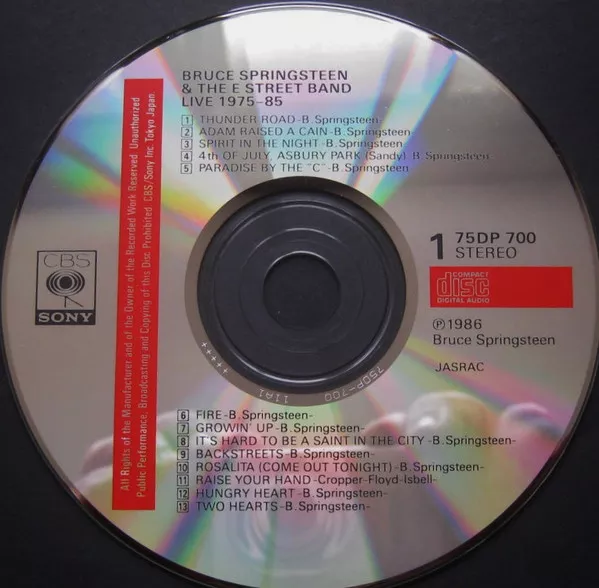 BRUCE SPRINGSTEEN
& THE E STREET BAND
LIVE 1975-85
1 THUNDER ROAD-B.Springsteen-
2 ADAM RAISED A CAIN-B.Springsteen-
3 SPIRIT IN THE NIGHT-B.Springsteen-
4 4th OF JULY, ASBURY PARK (Sandy)-B.Springsteen-
5 PARADISE BY THE "C"-B.Springsteen
All Rights of the Manufacturer and of the Owner of the Recorded Work Reserved. Unauthorized
Public Performance, Broadcasting and Copying of this Disc Prohibited. CBS/Sony Inc. Tokyo Japan
CBS
SONY
1 75DP 700
STEREO
COMPACT
disc
DIGITAL AUDIO
Ⓟ1986
Bruce Springsteen
JASRAC
75DP-700 11A1 +++++
6 FIRE-B.Springsteen-
7 GROWIN' UP-B.Springsteen-
8 IT'S HARD TO BE A SAINT IN THE CITY-B.Springsteen-
9 BACKSTREETS-B.Springsteen-
10 ROSALITA (COME OUT TONIGHT)-B.Springsteen-
11 RAISE YOUR HAND-Cropper-Floyd-Isbell-
12 HUNGRY HEART-B.Springsteen-
13 TWO HEARTS-B.Springsteen-